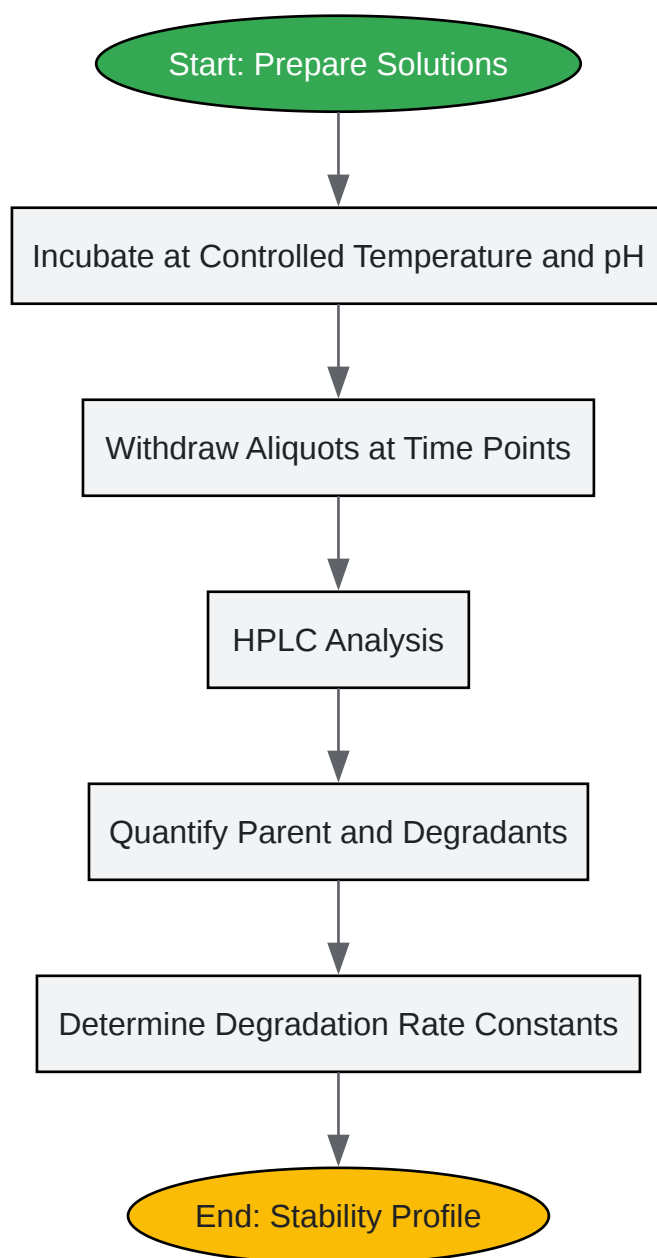 Start: Prepare Solutions
Incubate at Controlled Temperature and pH
Withdraw Aliquots at Time Points
HPLC Analysis
Quantify Parent and Degradants
Determine Degradation Rate Constants
End: Stability Profile